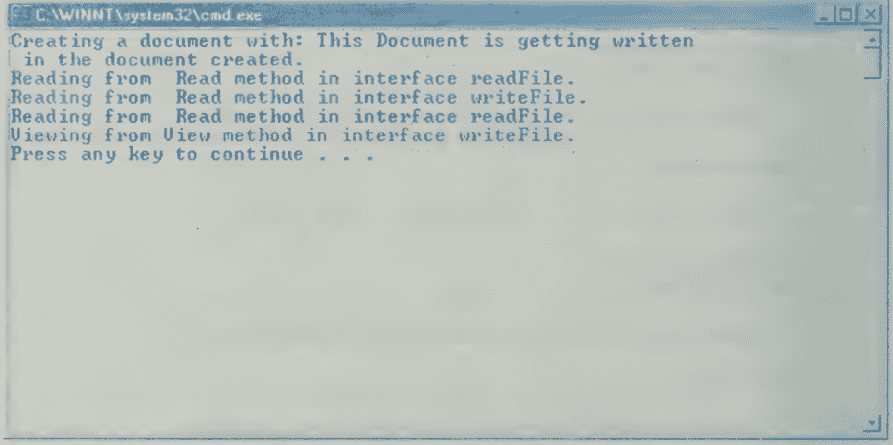 C:\WINNT\system32\cmd.exe
Creating a document with: This Document is getting written
in the document created.
Reading from  Read method in interface readFile.
Reading from  Read method in interface writeFile.
Reading from  Read method in interface readFile.
Viewing from View method in interface writeFile.
Press any key to continue . . .